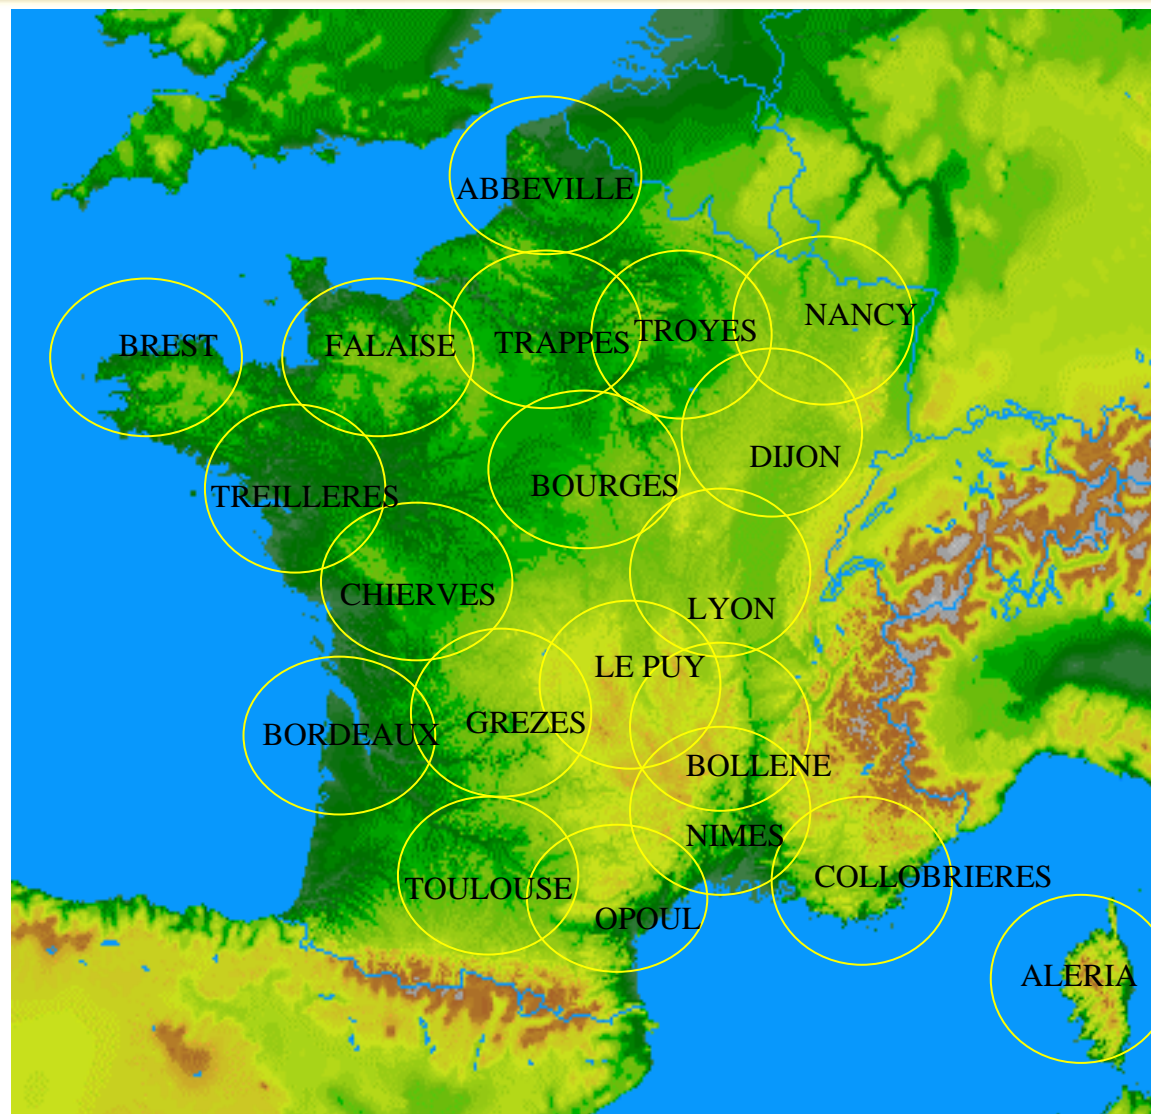 ABBEVILLE
NANCY
TROYES
BREST
FALAISE
TRAPPES
DIJON
BOURGES
TREILLERES
CHIERVES
LYON
LE PUY
GREZES
BORDEAUX
BOLLENE
NIMES
COLLOBRIERES
TOULOUSE
OPOUL
ALERIA